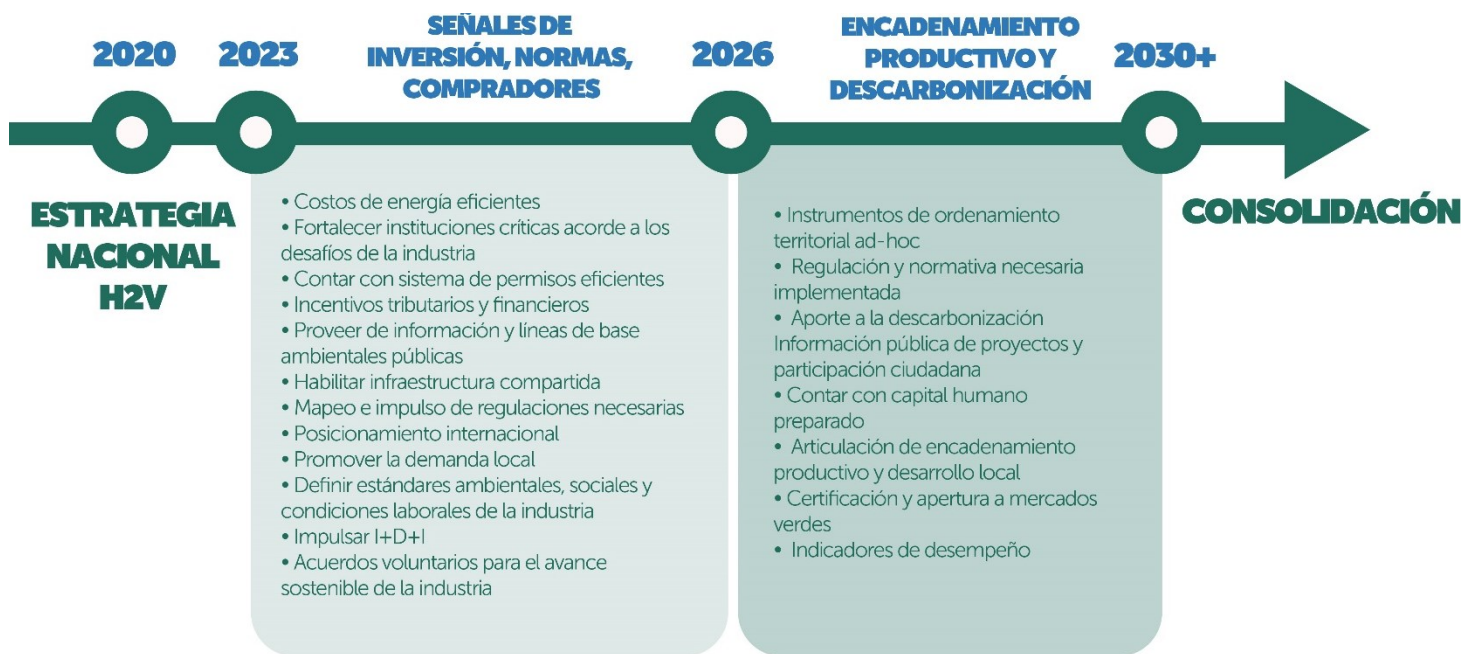 2020
2023
SEÑALES DE
INVERSIÓN, NORMAS,
COMPRADORES
2026
ENCADENAMIENTO
PRODUCTIVO Y
DESCARBONIZACIÓN
2030+
ESTRATEGIA
NACIONAL
H2V
• Costos de energía eficientes
• Fortalecer instituciones críticas acorde a los
desafíos de la industria
• Contar con sistema de permisos eficientes
• Incentivos tributarios y financieros
• Proveer de información y líneas de base
ambientales públicas
• Habilitar infraestructura compartida
• Mapeo e impulso de regulaciones necesarias
• Posicionamiento internacional
• Promover la demanda local
• Definir estándares ambientales, sociales y
condiciones laborales de la industria
• Impulsar I+D+I
• Acuerdos voluntarios para el avance
sostenible de la industria
• Instrumentos de ordenamiento
territorial ad-hoc
• Regulación y normativa necesaria
implementada
• Aporte a la descarbonización
Información pública de proyectos y
participación ciudadana
• Contar con capital humano
preparado
• Articulación de encadenamiento
productivo y desarrollo local
• Certificación y apertura a mercados
verdes
• Indicadores de desempeño
CONSOLIDACIÓN